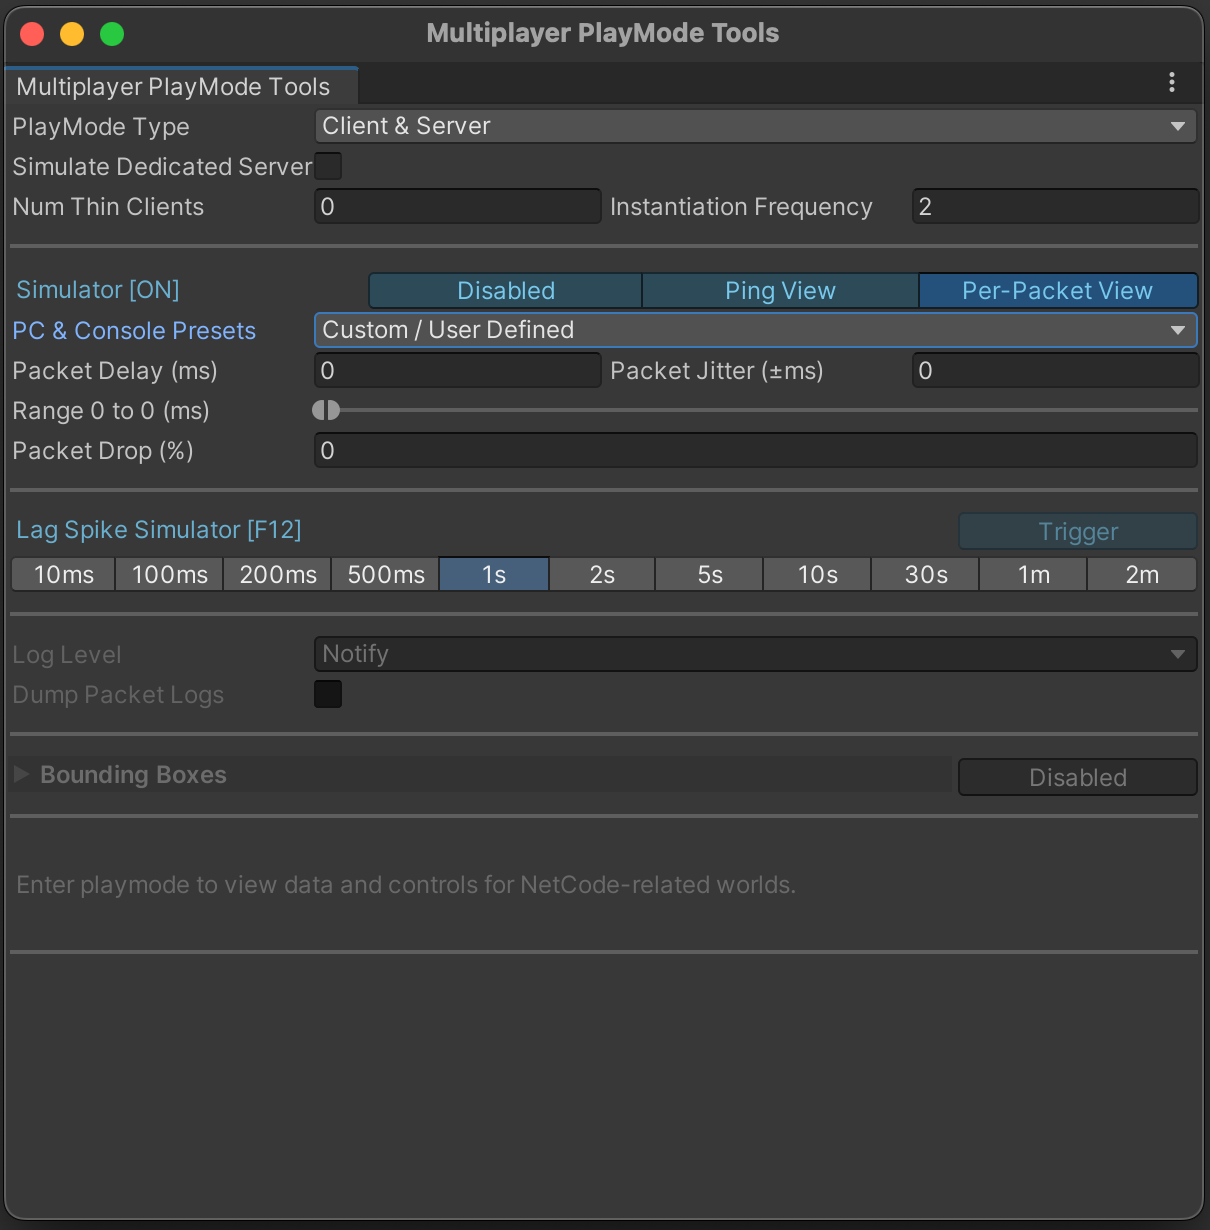 Multiplayer PlayMode Tools
Multiplayer PlayMode Tools
PlayMode Type Client & Server
Simulate Dedicated Server
Num Thin Clients 0 Instantiation Frequency 2
Simulator [ON] Disabled Ping View Per-Packet View
PC & Console Presets Custom / User Defined
Packet Delay (ms) 0 Packet Jitter (±ms) 0
Range 0 to 0 (ms)
Packet Drop (%) 0
Lag Spike Simulator [F12] Trigger
10ms 100ms 200ms 500ms 1s 2s 5s 10s 30s 1m 2m
Log Level Notify
Dump Packet Logs
Bounding Boxes Disabled
Enter playmode to view data and controls for NetCode-related worlds.